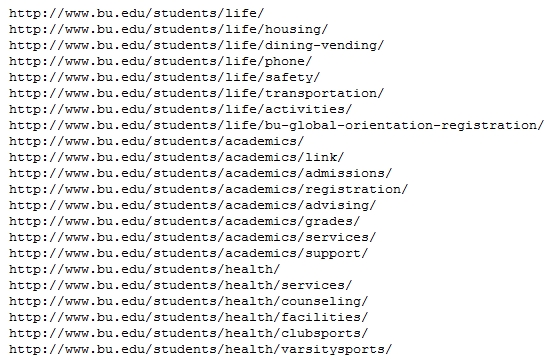 http://www.bu.edu/students/life/
http://www.bu.edu/students/life/housing/
http://www.bu.edu/students/life/dining-vending/
http://www.bu.edu/students/life/phone/
http://www.bu.edu/students/life/safety/
http://www.bu.edu/students/life/transportation/
http://www.bu.edu/students/life/activities/
http://www.bu.edu/students/life/bu-global-orientation-registration/
http://www.bu.edu/students/academics/
http://www.bu.edu/students/academics/link/
http://www.bu.edu/students/academics/admissions/
http://www.bu.edu/students/academics/registration/
http://www.bu.edu/students/academics/advising/
http://www.bu.edu/students/academics/grades/
http://www.bu.edu/students/academics/services/
http://www.bu.edu/students/academics/support/
http://www.bu.edu/students/health/
http://www.bu.edu/students/health/services/
http://www.bu.edu/students/health/counseling/
http://www.bu.edu/students/health/facilities/
http://www.bu.edu/students/health/clubsports/
http://www.bu.edu/students/health/varsitysports/